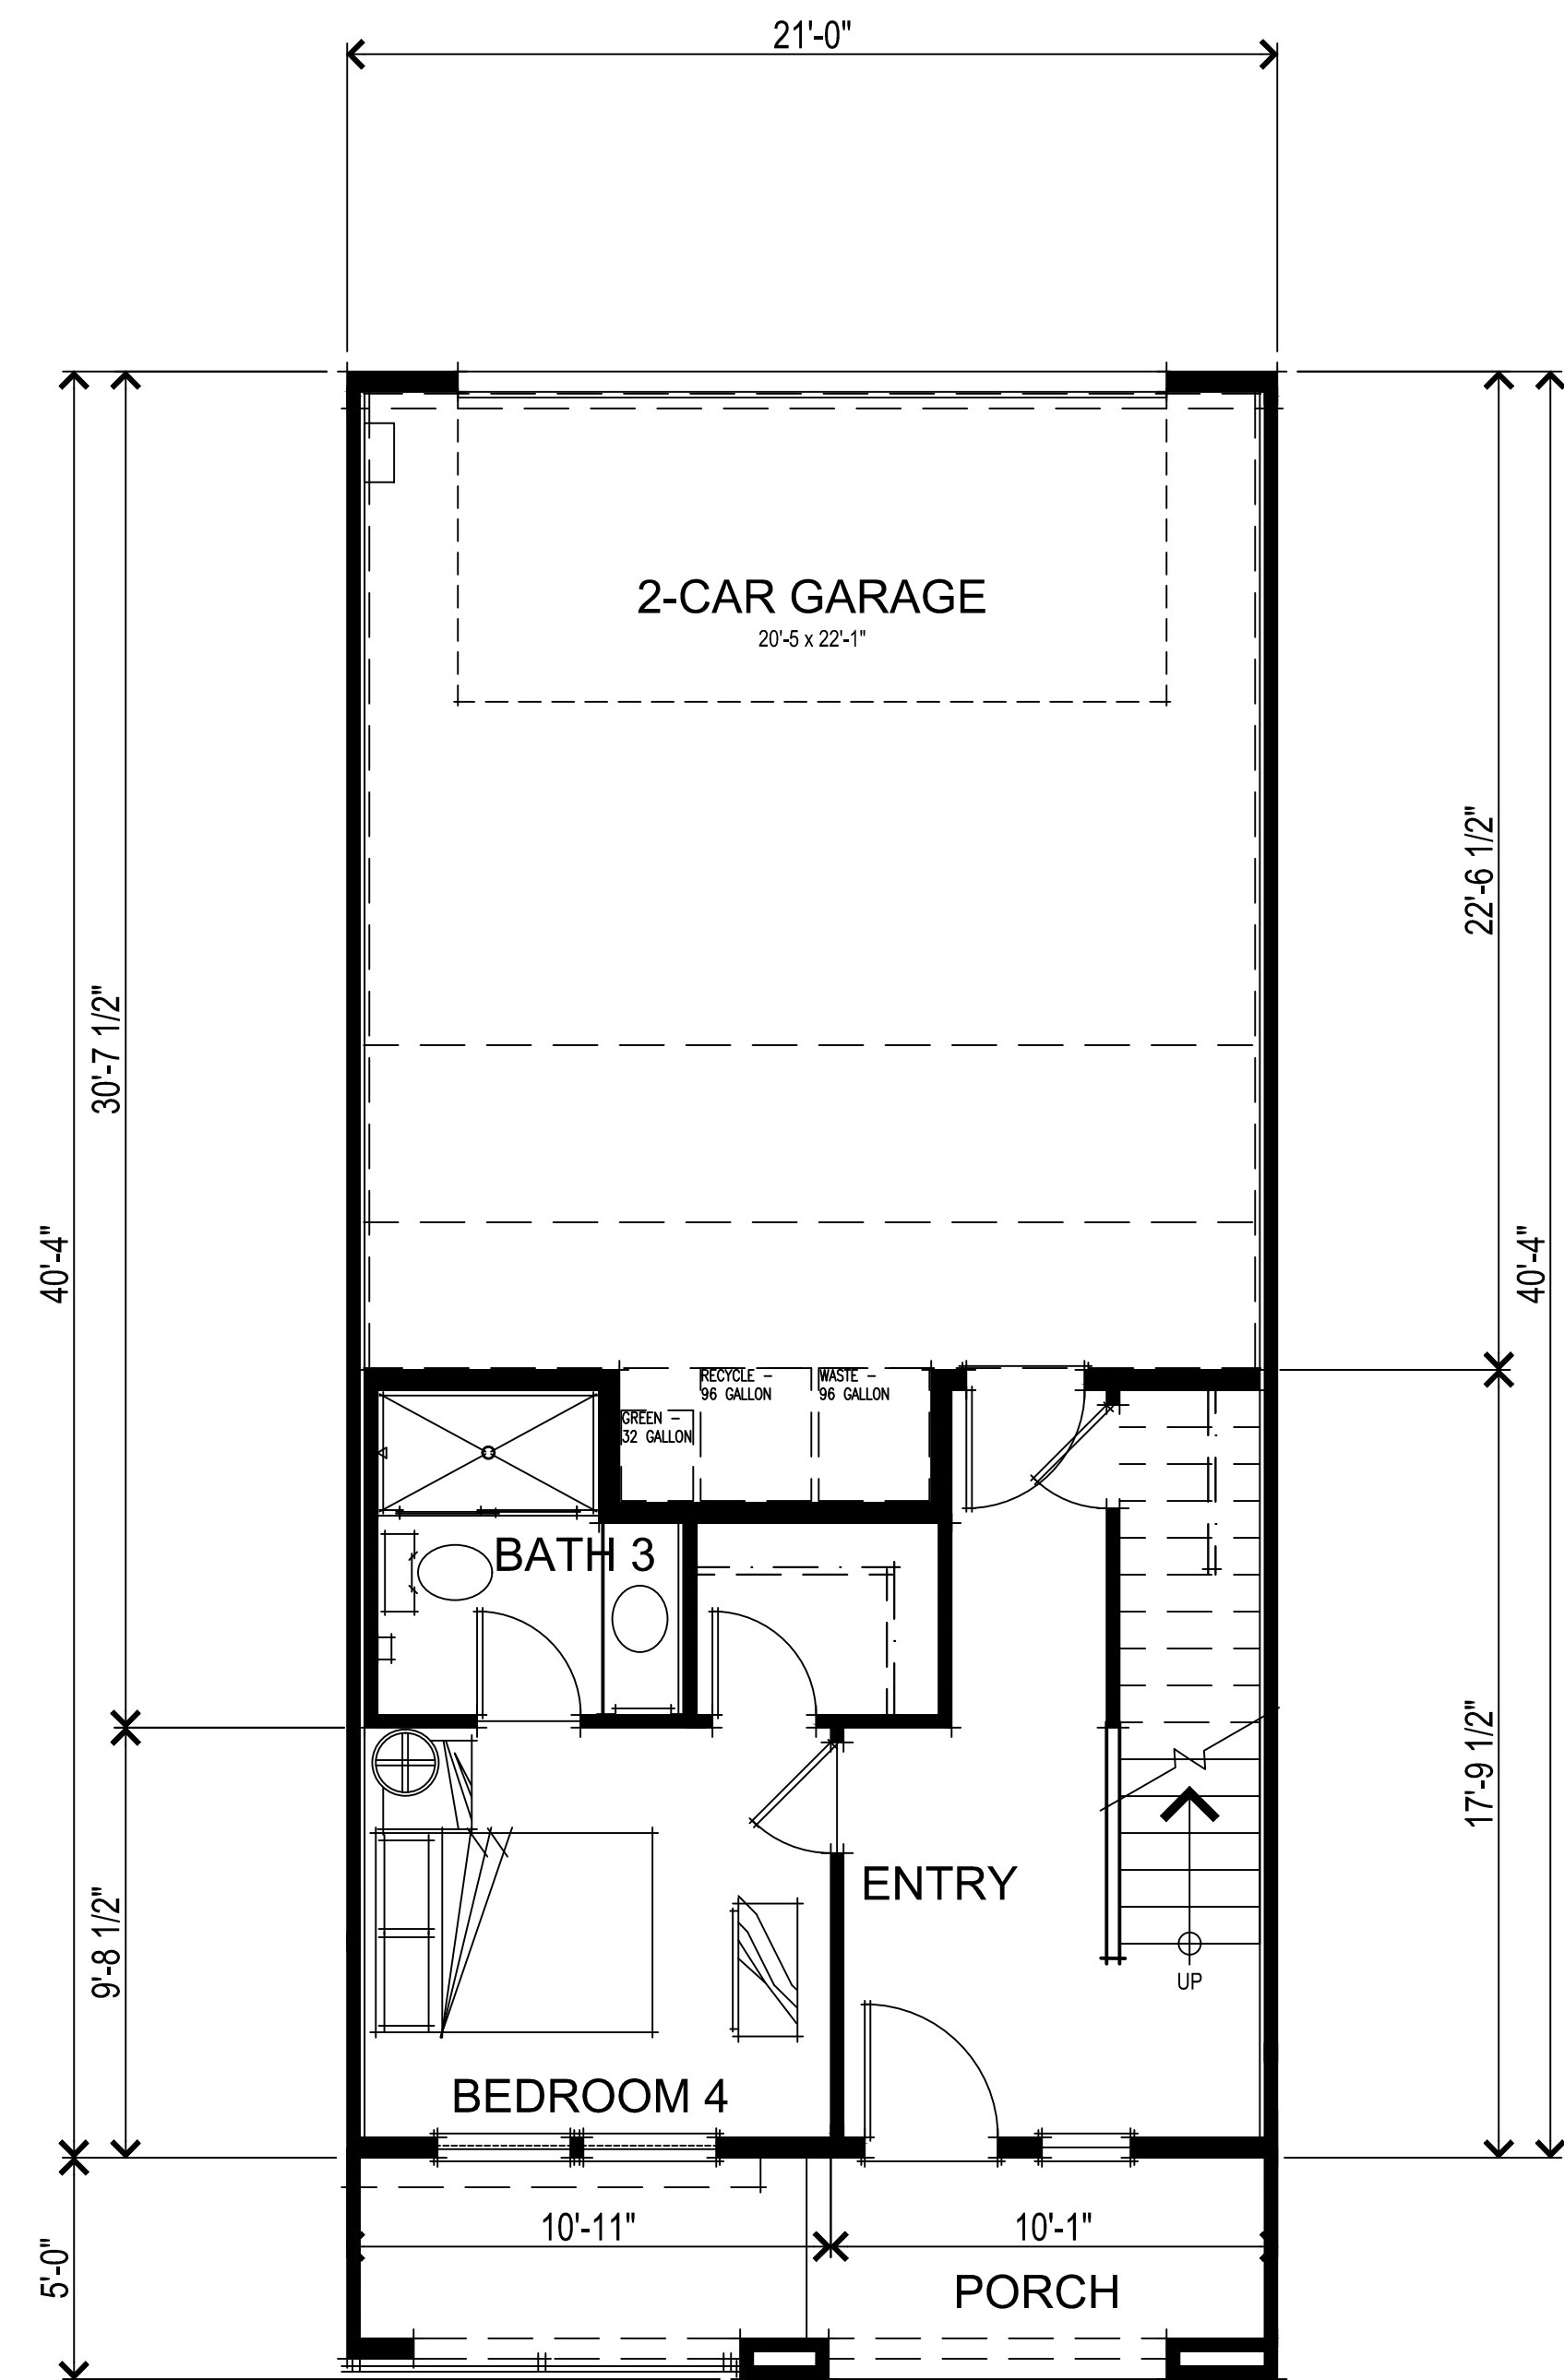 21'-0"
2-CAR GARAGE
20'-5 x 22'-1"
22'-6 1/2"
30'-7 1/2"
40'-4"
40'-4"
RECYCLE -
96 GALLON
WASTE -
96 GALLON
GREEN -
32 GALLON
BATH 3
17'-9 1/2"
ENTRY
9'-8 1/2"
UP
BEDROOM 4
10'-11"
10'-1"
5'-0"
PORCH